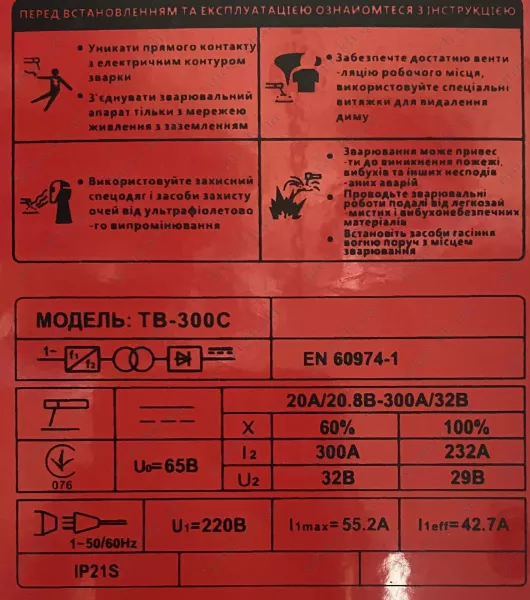 ПЕРЕД ВСТАНОВЛЕННЯМ ТА ЕКСПЛУАТАЦІЄЮ ОЗНАЙОМТЕСЯ З ІНСТРУКЦІЄЮ
• Уникати прямого контакту
з електричним контуром
зварки
• З'єднувати зварювальний
апарат тільки з мережею
живлення з заземленням
• Забезпечте достатню венти
-ляцію робочого місця,
використовуйте спеціальні
витяжки для видалення
диму
• Використовуйте захисний
спецодяг і засоби захисту
очей від ультрафіолетово
-го випромінювання
• Зварювання може привес
-ти до виникнення пожежі,
вибухів та інших несподів
-аних аварій
• Проводьте зварювальні
роботи подалі від легкозай
-мистих і вибухонебезпечних
матеріалів
• Встановіть засоби гасіння
вогню поруч з місцем
зварювання
МОДЕЛЬ: ТВ-300С
1~ f1 f2
EN 60974-1
20А/20.8В-300А/32В
X 60% 100%
076
U0=65В
I2 300А 232А
U2 32В 29В
1~50/60Hz
U1=220В
I1max=55.2А
I1eff=42.7А
IP21S